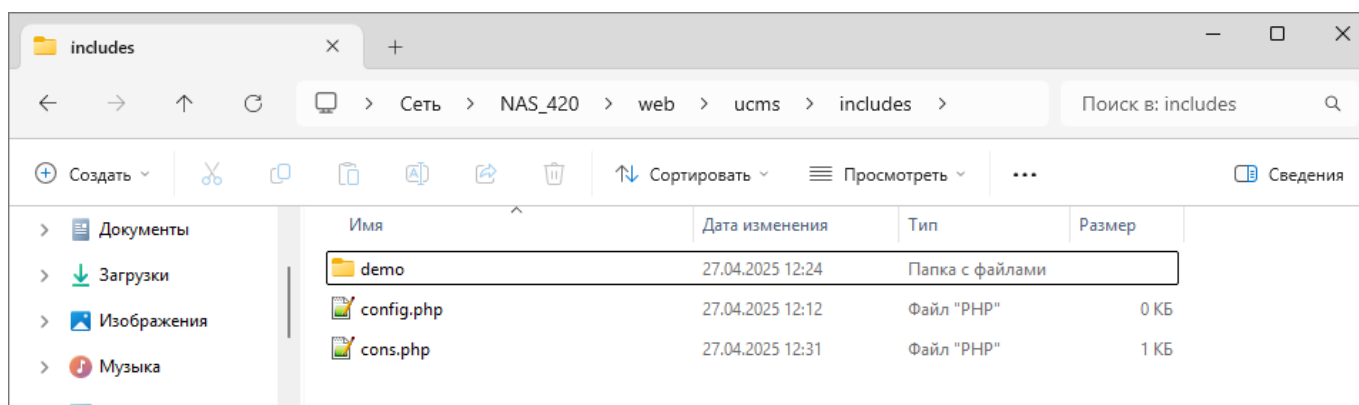 includes
Сеть > NAS_420 > web > ucms > includes >
Поиск в: includes
Создать
Сортировать
Просмотреть
Сведения
Документы
Загрузки
Изображения
Музыка
Имя Дата изменения Тип Размер
demo 27.04.2025 12:24 Папка с файлами
config.php 27.04.2025 12:12 Файл "PHP" 0 КБ
cons.php 27.04.2025 12:31 Файл "PHP" 1 КБ